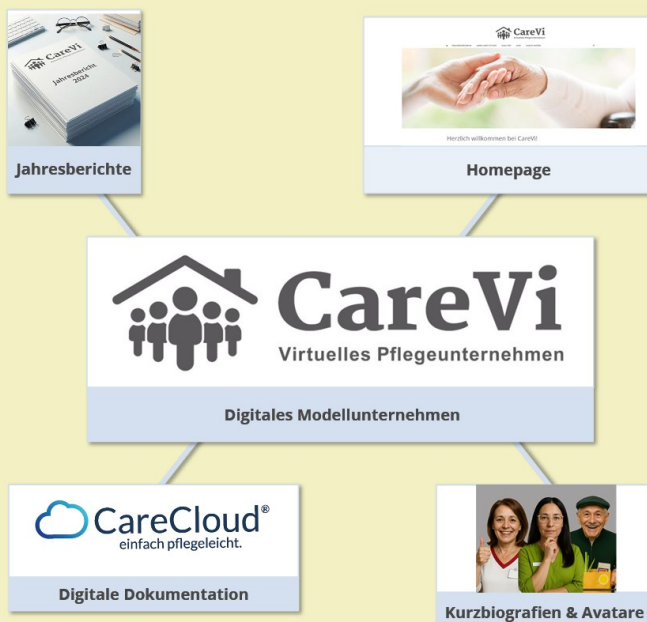 CareVi
Jahresbericht
2024
Jahresberichte
CareVi
Herzlich willkommen bei CareVi!
Homepage
CareVi
Virtuelles Pflegeunternehmen
Digitales Modellunternehmen
CareCloud®
einfach pflegeleicht.
Digitale Dokumentation
Kurzbiografien & Avatare